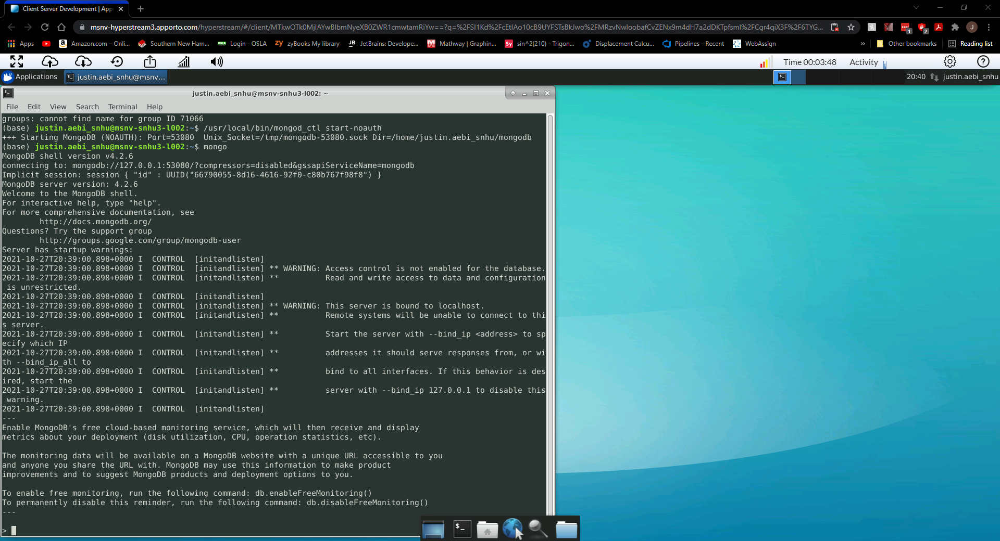 Client Server Development | App
msnv-hyperstream3.apporto.com/hyperstream/#/client/
Apps
Amazon.com – Onli...
Southern New Ham...
Login - OSLA
zyBooks My library
JetBrains: Develope...
Mathway | Graphin...
sin^2(210) - Trigon...
Displacement Calcu...
Pipelines - Recent
WebAssign
»
Other bookmarks
Reading list
Time 00:03:48 Activity
Applications justin.aebi_snhu@msnv... 20:40 justin.aebi_snhu
justin.aebi_snhu@msnv-snhu3-l002: ~
File Edit View Search Terminal Help
groups: cannot find name for group ID 71066
(base) justin.aebi_snhu@msnv-snhu3-l002:~$ /usr/local/bin/mongod_ctl start-noauth
+++ Starting MongoDB (NOAUTH): Port=53080  Unix_Socket=/tmp/mongodb-53080.sock Dir=/home/justin.aebi_snhu/mongodb
(base) justin.aebi_snhu@msnv-snhu3-l002:~$ mongo
MongoDB shell version v4.2.6
connecting to: mongodb://127.0.0.1:53080/?compressors=disabled&gssapiServiceName=mongodb
Implicit session: session { "id" : UUID("66790055-8d16-4616-92f0-c80b767f98f8") }
MongoDB server version: 4.2.6
Welcome to the MongoDB shell.
For interactive help, type "help".
For more comprehensive documentation, see
http://docs.mongodb.org/
Questions? Try the support group
http://groups.google.com/group/mongodb-user
Server has startup warnings:
2021-10-27T20:39:00.898+0000 I  CONTROL  [initandlisten]
2021-10-27T20:39:00.898+0000 I  CONTROL  [initandlisten] ** WARNING: Access control is not enabled for the database.
2021-10-27T20:39:00.898+0000 I  CONTROL  [initandlisten] **          Read and write access to data and configuration
is unrestricted.
2021-10-27T20:39:00.898+0000 I  CONTROL  [initandlisten]
2021-10-27T20:39:00.898+0000 I  CONTROL  [initandlisten] ** WARNING: This server is bound to localhost.
2021-10-27T20:39:00.898+0000 I  CONTROL  [initandlisten] **          Remote systems will be unable to connect to thi
s server.
2021-10-27T20:39:00.898+0000 I  CONTROL  [initandlisten] **          Start the server with --bind_ip <address> to sp
ecify which IP
2021-10-27T20:39:00.898+0000 I  CONTROL  [initandlisten] **          addresses it should serve responses from, or wi
th --bind_ip_all to
2021-10-27T20:39:00.898+0000 I  CONTROL  [initandlisten] **          bind to all interfaces. If this behavior is des
ired, start the
2021-10-27T20:39:00.898+0000 I  CONTROL  [initandlisten] **          server with --bind_ip 127.0.0.1 to disable this
warning.
2021-10-27T20:39:00.898+0000 I  CONTROL  [initandlisten]
---
Enable MongoDB's free cloud-based monitoring service, which will then receive and display
metrics about your deployment (disk utilization, CPU, operation statistics, etc).
The monitoring data will be available on a MongoDB website with a unique URL accessible to you
and anyone you share the URL with. MongoDB may use this information to make product
improvements and to suggest MongoDB products and deployment options to you.
To enable free monitoring, run the following command: db.enableFreeMonitoring()
To permanently disable this reminder, run the following command: db.disableFreeMonitoring()
---
>